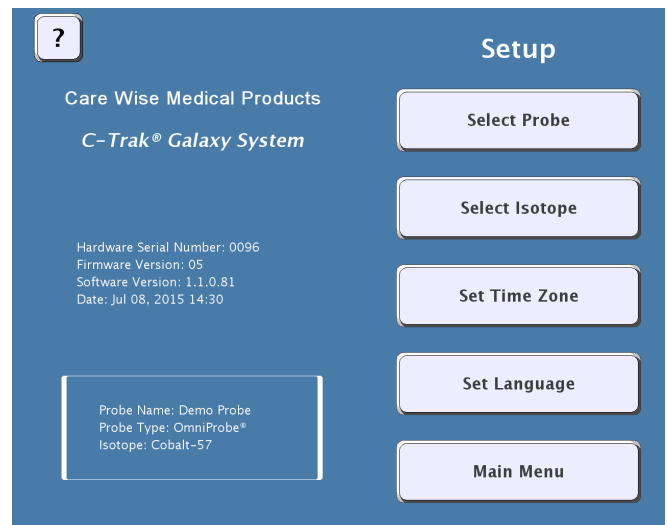 ?
Setup
Care Wise Medical Products
C-Trak® Galaxy System
Hardware Serial Number: 0096
Firmware Version: 05
Software Version: 1.1.0.81
Date: Jul 08, 2015 14:30
Probe Name: Demo Probe
Probe Type: OmniProbe®
Isotope: Cobalt-57
Select Probe
Select Isotope
Set Time Zone
Set Language
Main Menu